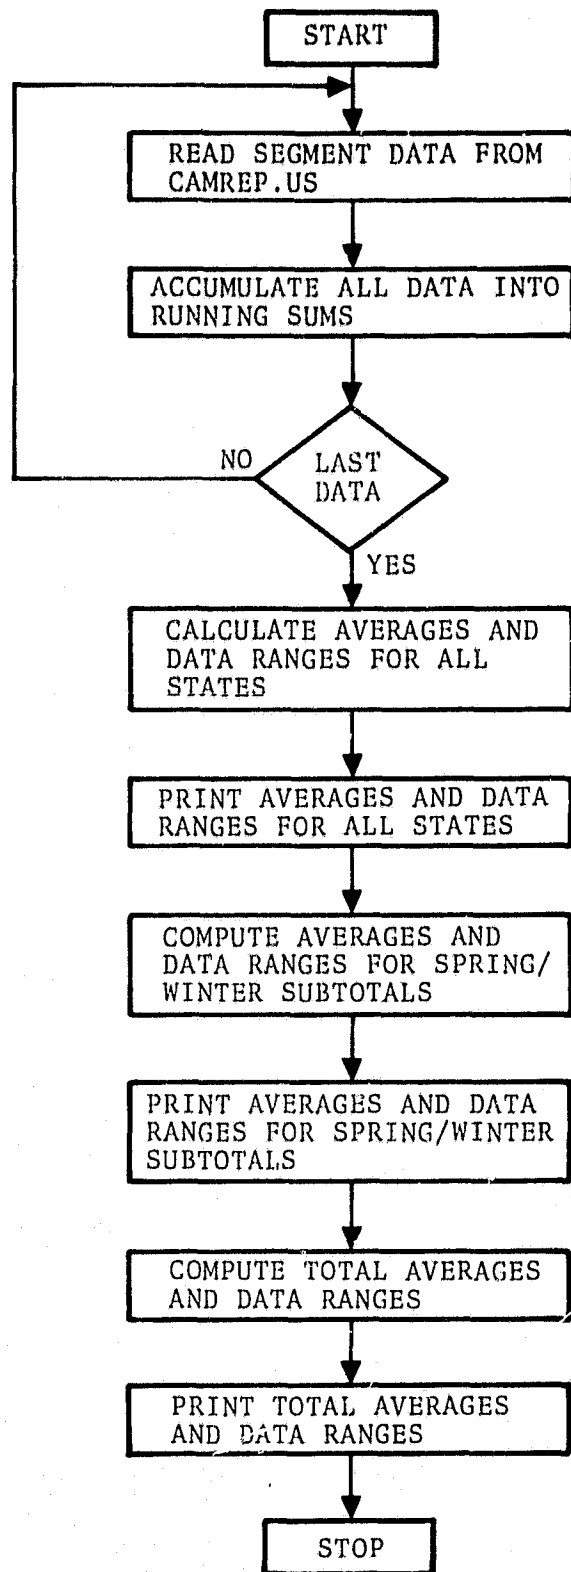 START
READ SEGMENT DATA FROM
CAMREP.US
ACCUMULATE ALL DATA INTO
RUNNING SUMS
NO
LAST
DATA
YES
CALCULATE AVERAGES AND
DATA RANGES FOR ALL
STATES
PRINT AVERAGES AND DATA
RANGES FOR ALL STATES
COMPUTE AVERAGES AND
DATA RANGES FOR SPRING/
WINTER SUBTOTALS
PRINT AVERAGES AND DATA
RANGES FOR SPRING/WINTER
SUBTOTALS
COMPUTE TOTAL AVERAGES
AND DATA RANGES
PRINT TOTAL AVERAGES
AND DATA RANGES
STOP